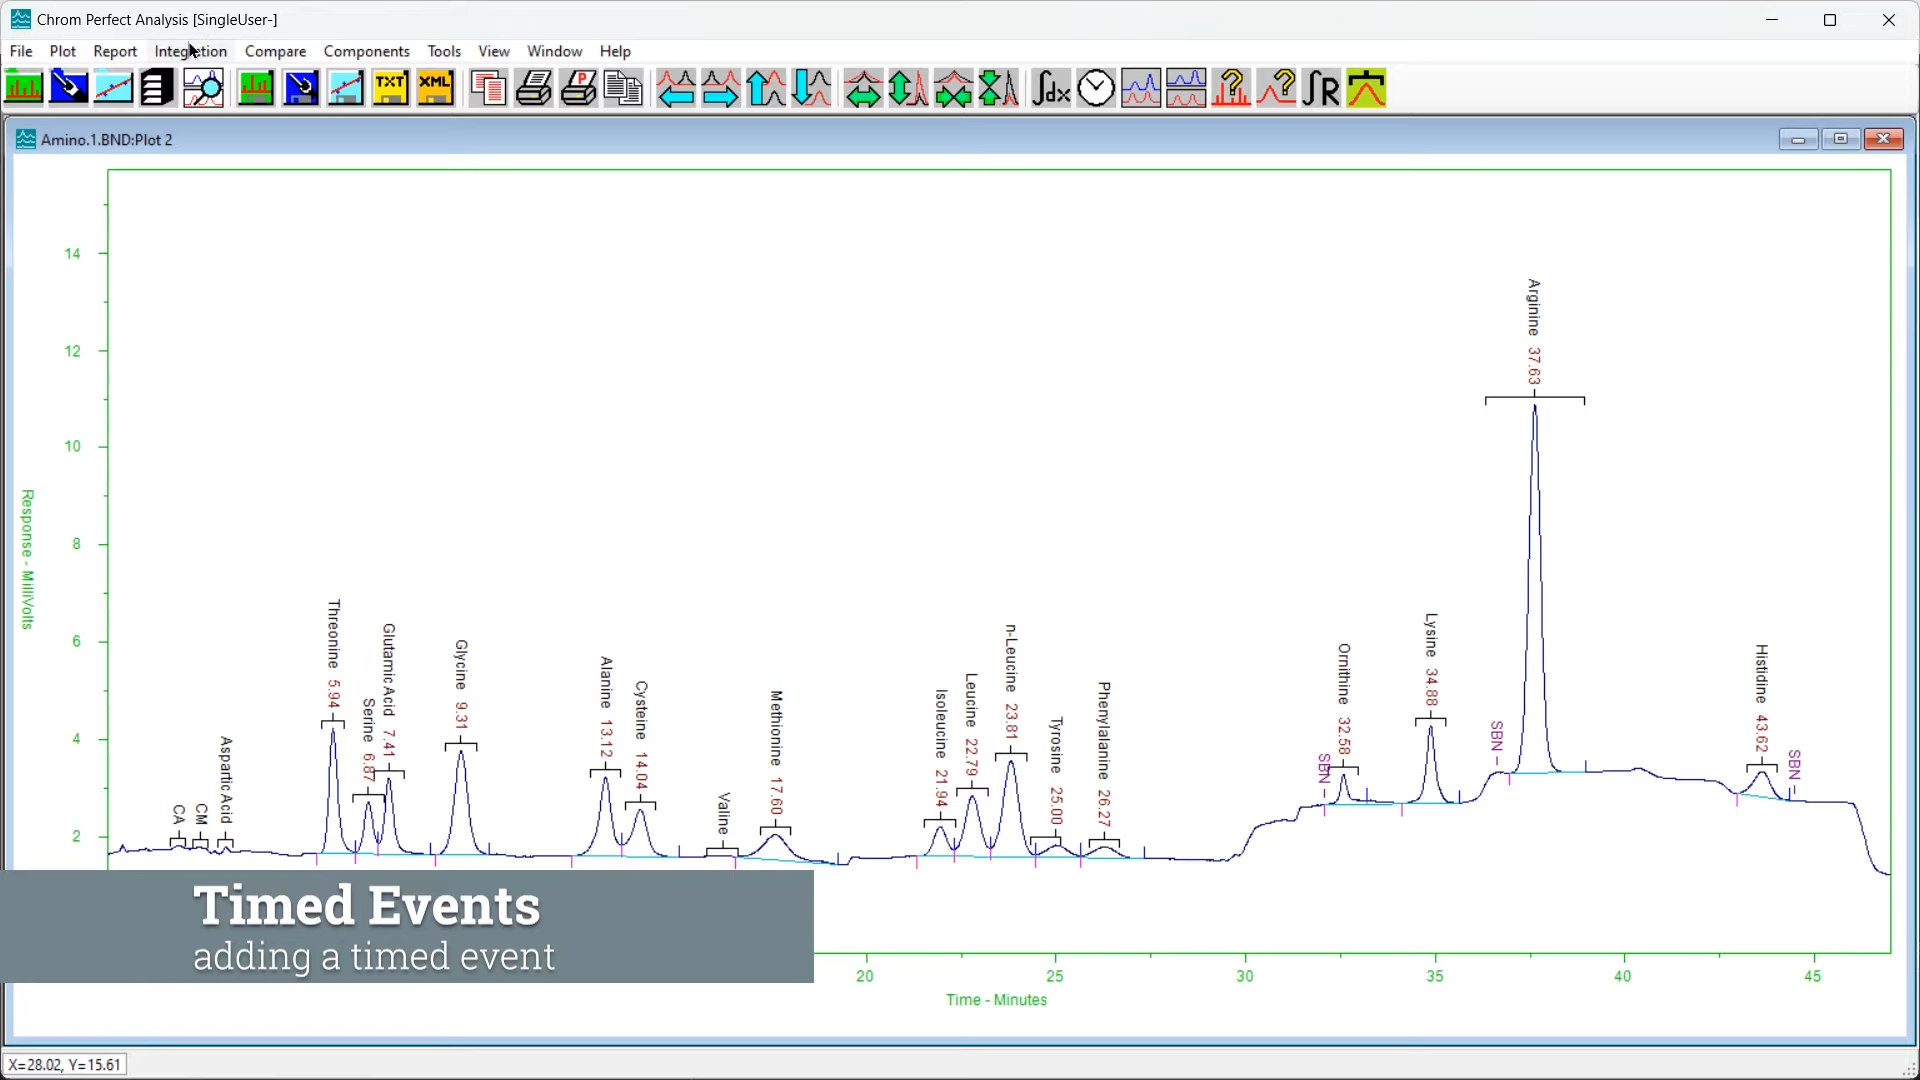 Chrom Perfect Analysis [SingleUser-]
File Plot Report Integration Compare Components Tools View Window Help
TXT XML P ? ? R
Amino.1.BND:Plot 2
14
12
10
8
6
4
2
Response - MilliVolts
CA
CM
Aspartic Acid
Threonine 5.94
Serine 6.87
Glutamic Acid 7.41
Glycine 9.31
Alanine 13.12
Cysteine 14.04
Valine
Methionine 17.60
Isoleucine 21.94
Leucine 22.79
n-Leucine 23.81
Tyrosine 25.00
Phenylalanine 26.27
SBN
Ornithine 32.58
Lysine 34.88
SBN
Arginine 37.63
Histidine 43.62
SBN
20 25 30 35 40 45
Time - Minutes
Timed Events
adding a timed event
X=28.02, Y=15.61